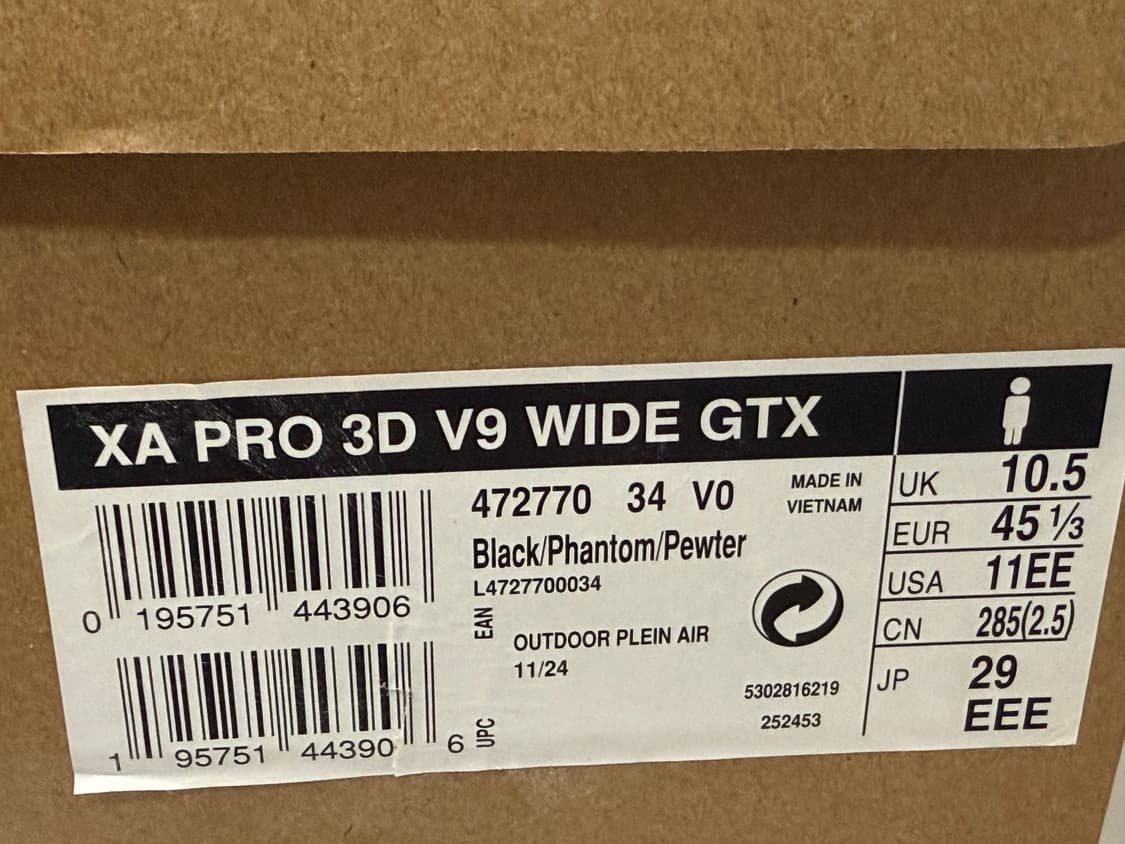 XA PRO 3D V9 WIDE GTX
472770 34 V0
MADE IN
VIETNAM
Black/Phantom/Pewter
L4727700034
0 195751 443906
EAN
OUTDOOR PLEIN AIR
11/24
1 95751 44390 6
UPC
5302816219
252453
UK 10.5
EUR 45 1/3
USA 11EE
CN 285(2.5)
JP 29
EEE